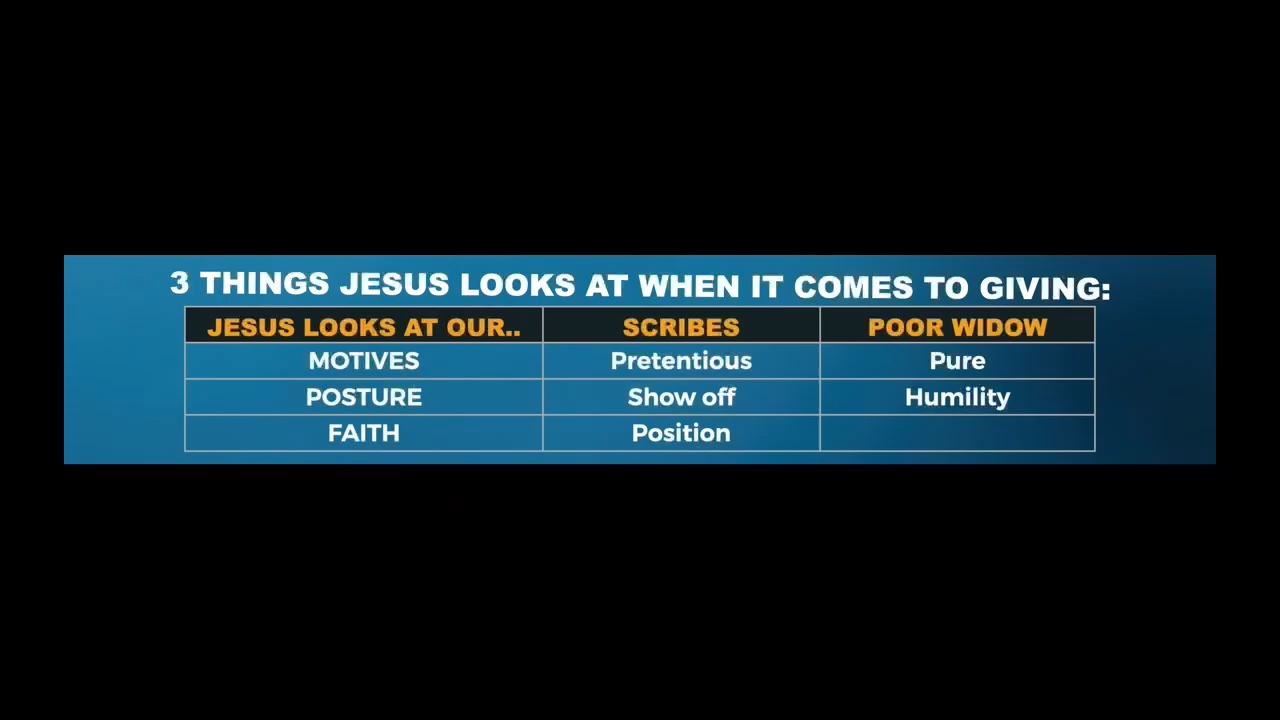 3 THINGS JESUS LOOKS AT WHEN IT COMES TO GIVING:
JESUS LOOKS AT OUR.. SCRIBES POOR WIDOW
MOTIVES Pretentious Pure
POSTURE Show off Humility
FAITH Position